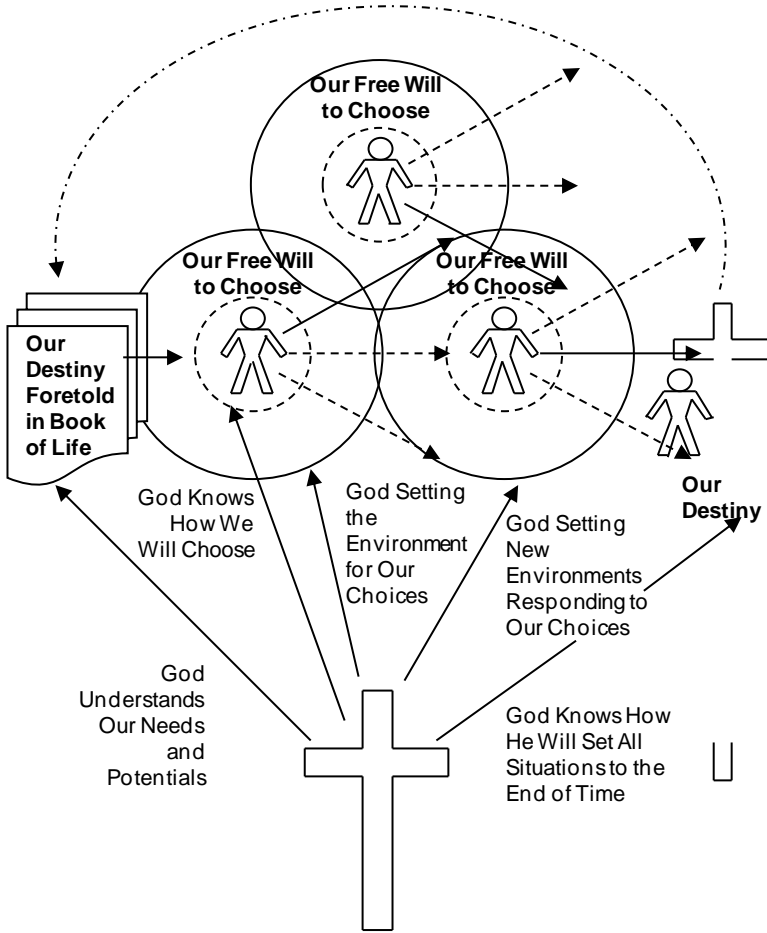 Our Free Will
to Choose
Our Free Will
to Choose
Our Free Will
to Choose
Our
Destiny
Foretold
in Book
of Life
Our
Destiny
God Knows
How We
Will Choose
God Setting
the
Environment
for Our
Choices
God Setting
New
Environments
Responding to
Our Choices
God
Understands
Our Needs
and
Potentials
God Knows How
He Will Set All
Situations to the
End of Time